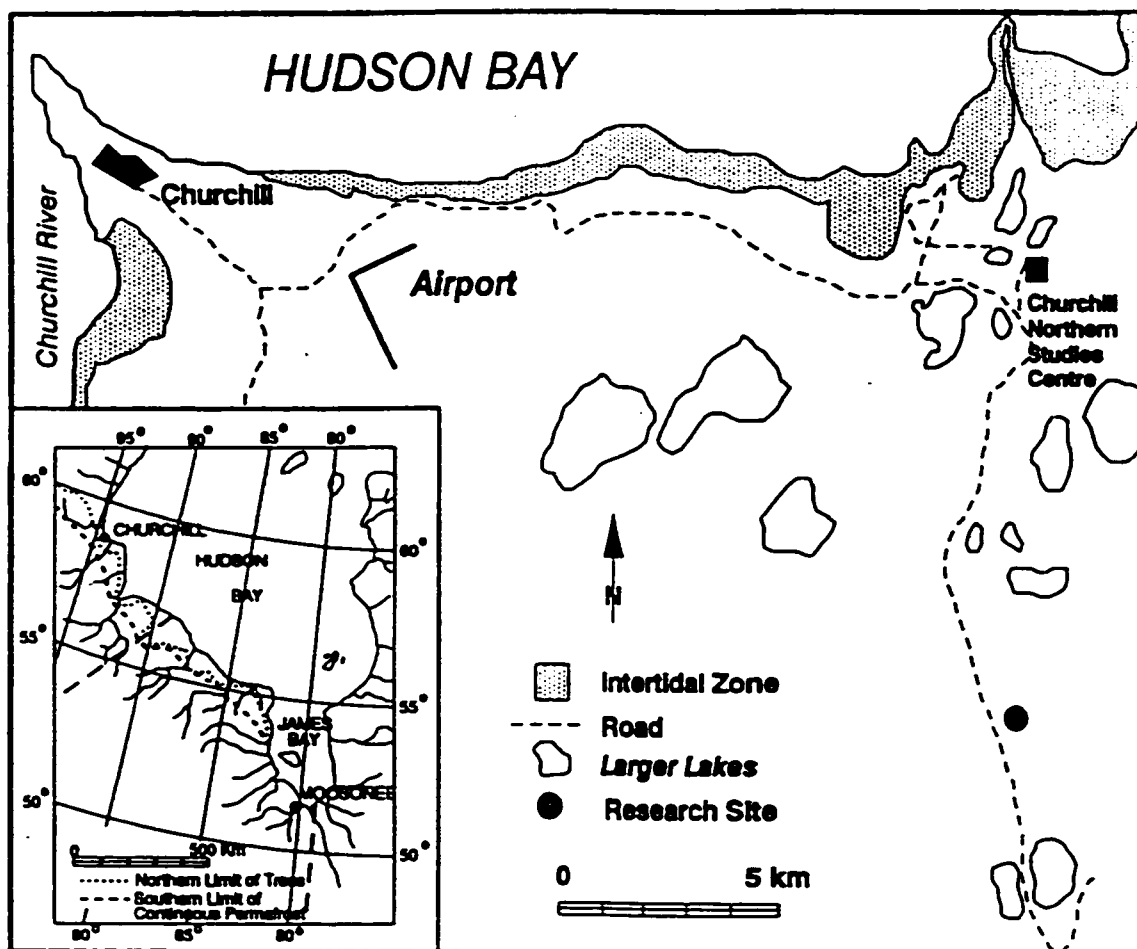 HUDSON BAY
Churchill
Churchill River
Airport
Churchill
Northern
Studies
Centre
N
Intertidal Zone
Road
Larger Lakes
Research Site
0 5 km
95° 90° 85° 80°
60°
CHURCHILL
HUDSON
BAY
60°
55°
55°
JAMES
BAY
MOOSONEE
50°
50°
0 500 Km
Northern Limit of Trees
Southern Limit of
Continuous Permafrost
90° 85° 80°